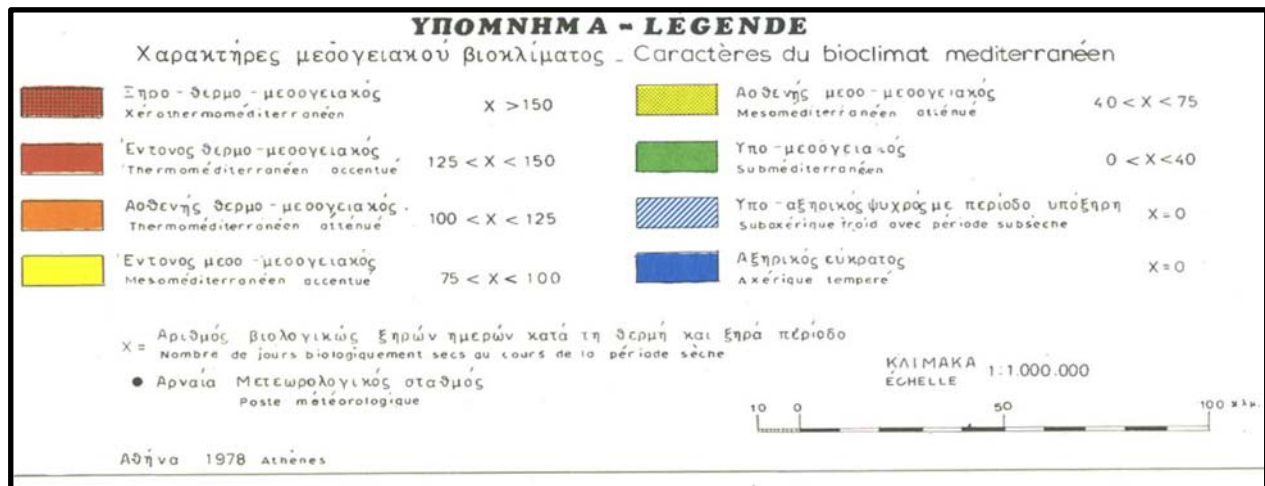 ΥΠΟΜΝΗΜΑ - LÉGENDE
Χαρακτήρες μεσογειακού βιοκλίματος - Caractères du bioclimat mediterranéen
Ξηρο-θερμο-μεσογειακός
Xérothermoméditerranéen
X > 150
Έντονος θερμο-μεσογειακός
Thermoméditerranéen accentué
125 < X < 150
Ασθενής θερμο-μεσογειακός.
Thermoméditerranéen atténué
100 < X < 125
Έντονος μεσο-μεσογειακός
Mesoméditerranéen accentué
75 < X < 100
Ασθενής μεσο-μεσογειακός
Mesomeditérranéen atténué
40 < X < 75
Υπο-μεσογειακός
Subméditerranéen
0 < X < 40
Υπο-αξηρικός ψυχρός με περίοδο υπόξηρη
Subaxérique froid avec période subsèche
X = 0
Αξηρικός εύκρατος
Axérique temperé
X = 0
X = Αριθμός βιολογικώς ξηρών ημερών κατά τη θερμή και ξηρά περίοδο
Nombre de jours biologiquement secs au cours de la période sèche
● Αρναία Μετεωρολογικός σταθμός
Poste météorologique
ΚΛΙΜΑΚΑ
ÉCHELLE
1:1.000.000
10 0 50 100 χλμ.
Αθήνα 1978 Athènes